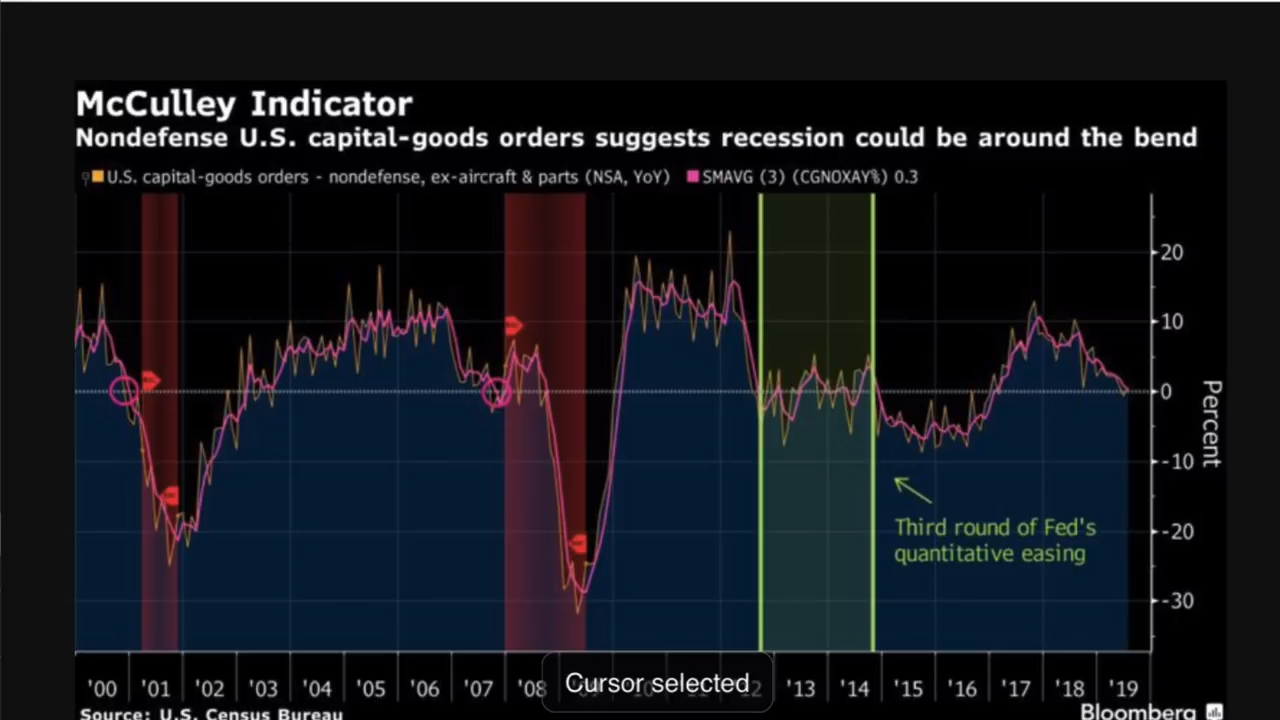 McCulley Indicator
Nondefense U.S. capital-goods orders suggests recession could be around the bend
U.S. capital-goods orders - nondefense, ex-aircraft & parts (NSA, YoY) SMAVG (3) (CGNOXAY%) 0.3
20
10
0
-10
-20
-30
Percent
Third round of Fed's
quantitative easing
'00 '01 '02 '03 '04 '05 '06 '07 '08 '13 '14 '15 '16 '17 '18 '19
Cursor selected
Source: U.S. Census Bureau
Bloomberg